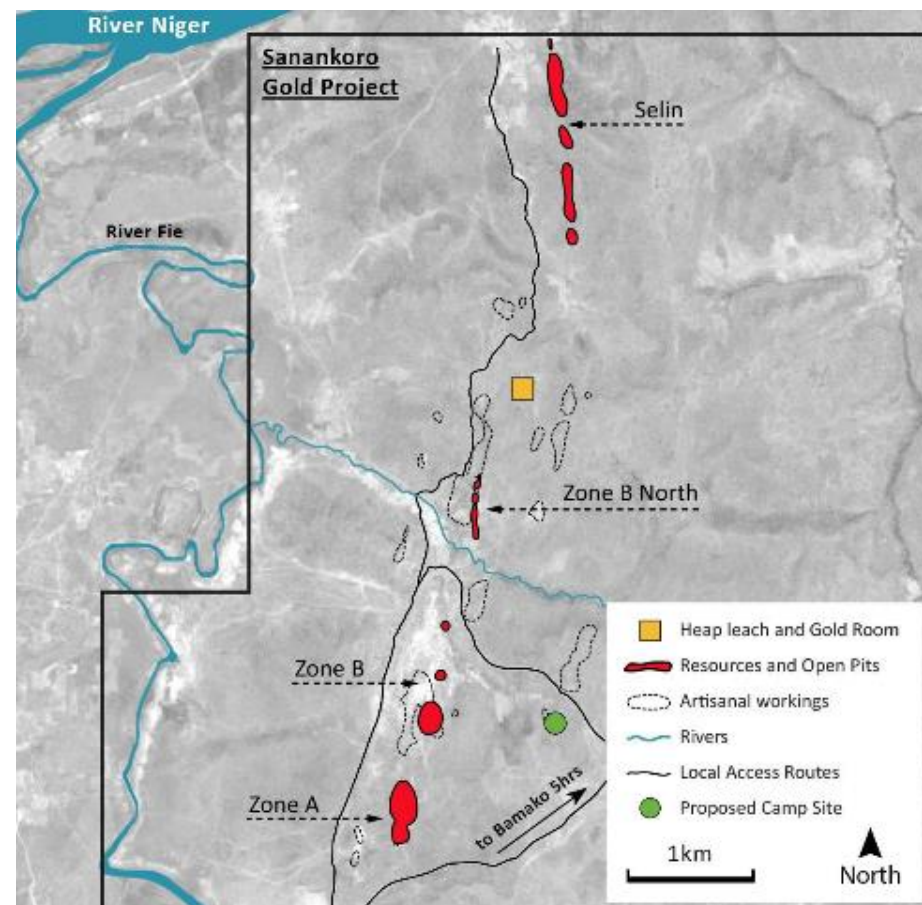 River Niger
Sanankoro
Gold Project
Selin
River Fie
Zone B North
Zone B
Zone A
to Bamako 5hrs
Heap leach and Gold Room
Resources and Open Pits
Artisanal workings
Rivers
Local Access Routes
Proposed Camp Site
1km
North